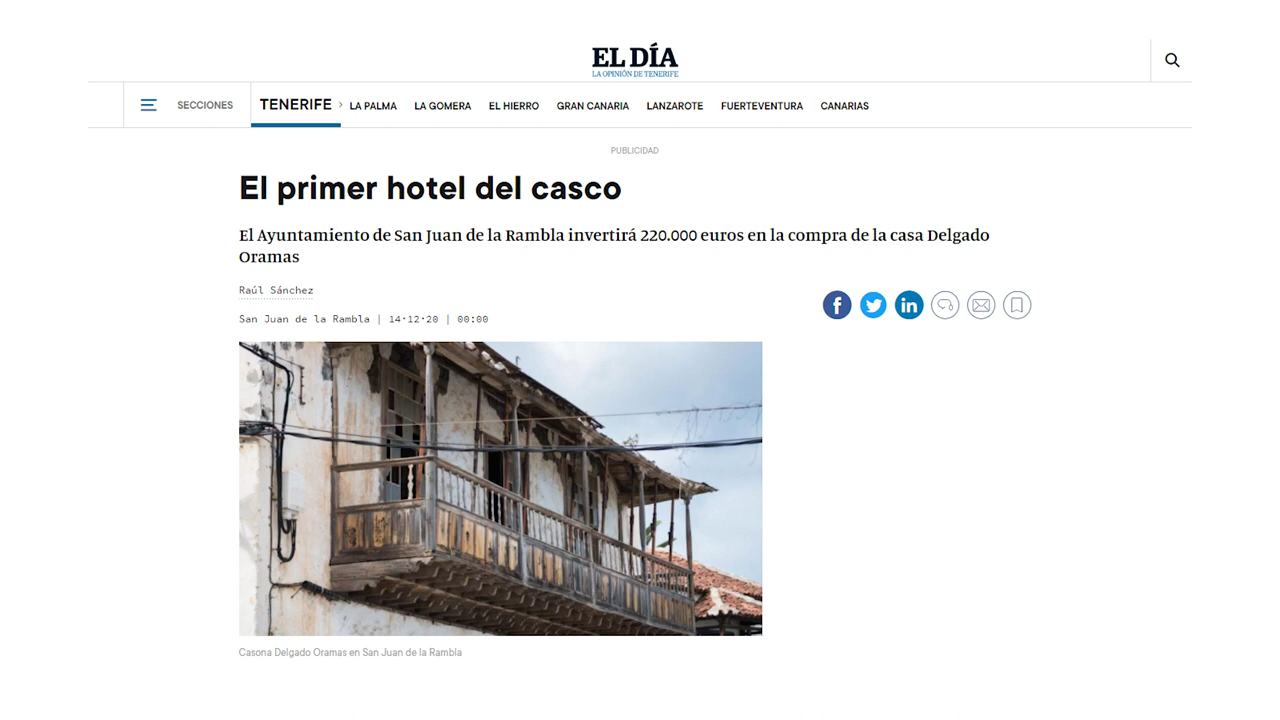 EL DÍA
LA OPINIÓN DE TENERIFE
SECCIONES
TENERIFE › LA PALMA LA GOMERA EL HIERRO GRAN CANARIA LANZAROTE FUERTEVENTURA CANARIAS
PUBLICIDAD
El primer hotel del casco
El Ayuntamiento de San Juan de la Rambla invertirá 220.000 euros en la compra de la casa Delgado
Oramas
Raúl Sánchez
San Juan de la Rambla | 14·12·20 | 00:00
Casona Delgado Oramas en San Juan de la Rambla